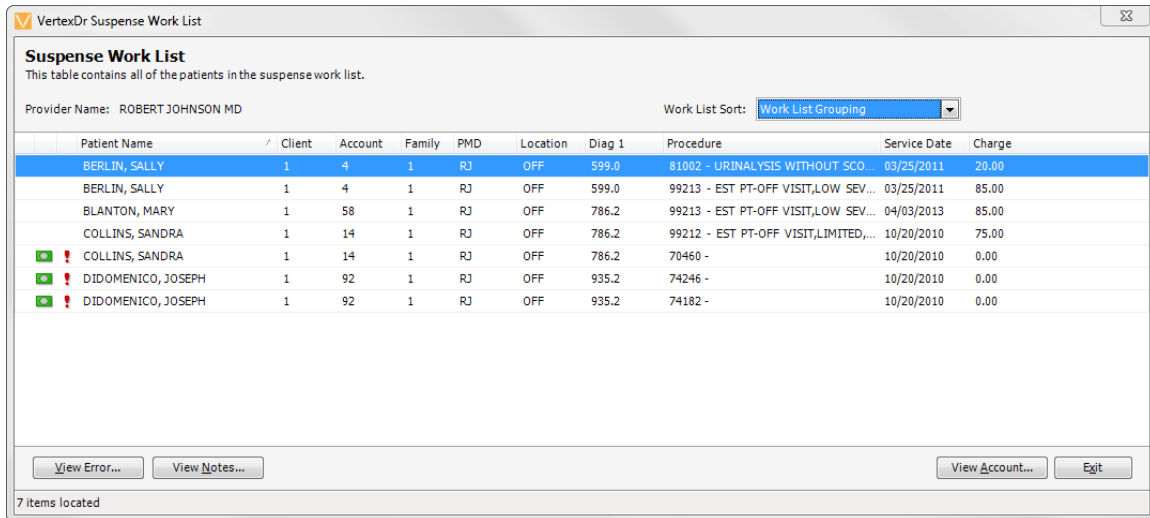 VertexDr Suspense Work List
Suspense Work List
This table contains all of the patients in the suspense work list.
Provider Name: ROBERT JOHNSON MD Work List Sort: Work List Grouping
Patient Name Client Account Family PMD Location Diag 1 Procedure Service Date Charge
BERLIN, SALLY 1 4 1 RJ OFF 599.0 81002 - URINALYSIS WITHOUT SCO... 03/25/2011 20.00
BERLIN, SALLY 1 4 1 RJ OFF 599.0 99213 - EST PT-OFF VISIT,LOW SEV... 03/25/2011 85.00
BLANTON, MARY 1 58 1 RJ OFF 786.2 99213 - EST PT-OFF VISIT,LOW SEV... 04/03/2013 85.00
COLLINS, SANDRA 1 14 1 RJ OFF 786.2 99212 - EST PT-OFF VISIT,LIMITED,... 10/20/2010 75.00
COLLINS, SANDRA 1 14 1 RJ OFF 786.2 70460 - 10/20/2010 0.00
DIDOMENICO, JOSEPH 1 92 1 RJ OFF 935.2 74246 - 10/20/2010 0.00
DIDOMENICO, JOSEPH 1 92 1 RJ OFF 935.2 74182 - 10/20/2010 0.00
View Error... View Notes... View Account... Exit
7 items located